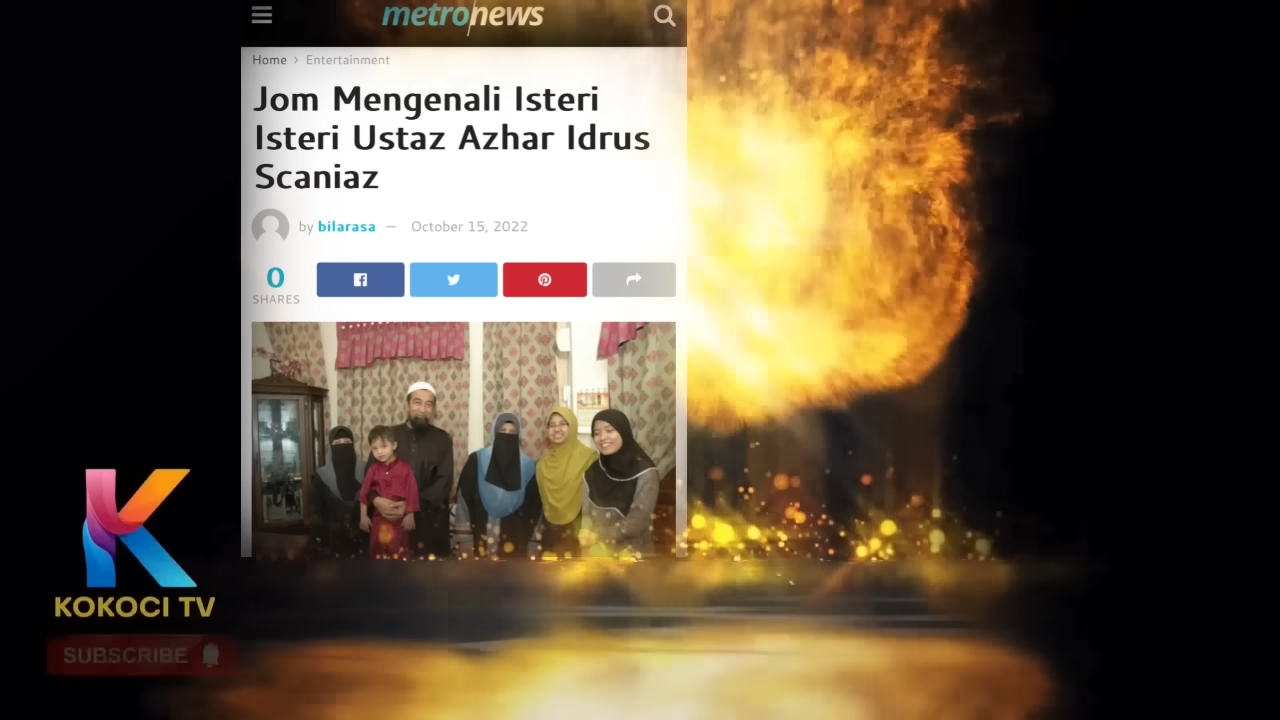 metronews
Home > Entertainment
Jom Mengenali Isteri
Isteri Ustaz Azhar Idrus
Scaniaz
by bilarasa — October 15, 2022
0
SHARES
KOKOCI TV
SUBSCRIBE